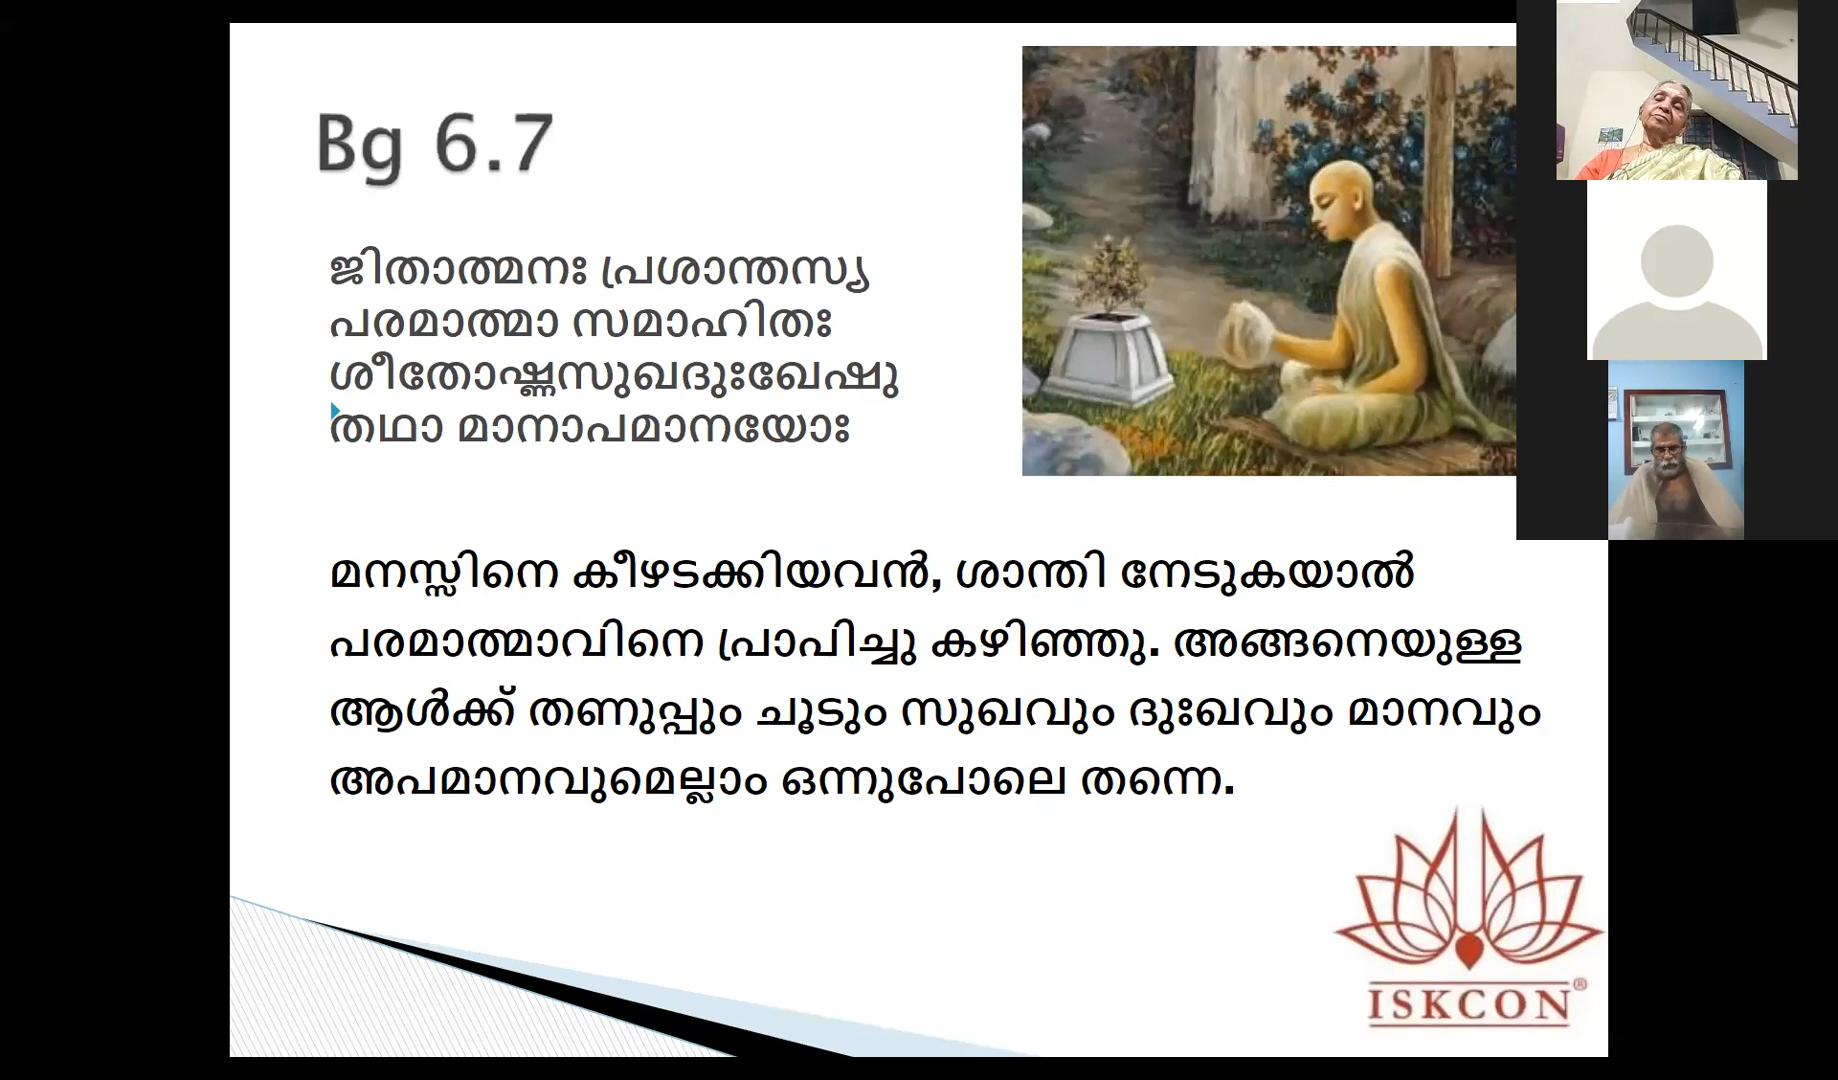 Bg 6.7
ജിതാത്മനഃ പ്രശാന്തസ്യ
പരമാത്മാ സമാഹിതഃ
ശീതോഷ്ണസുഖദുഃഖേഷു
തഥാ മാനാപമാനയോഃ
മനസ്സിനെ കീഴടക്കിയവൻ, ശാന്തി നേടുകയാൽ
പരമാത്മാവിനെ പ്രാപിച്ചു കഴിഞ്ഞു. അങ്ങനെയുള്ള
ആൾക്ക് തണുപ്പും ചൂടും സുഖവും ദുഃഖവും മാനവും
അപമാനവുമെല്ലാം ഒന്നുപോലെ തന്നെ.
ISKCON®